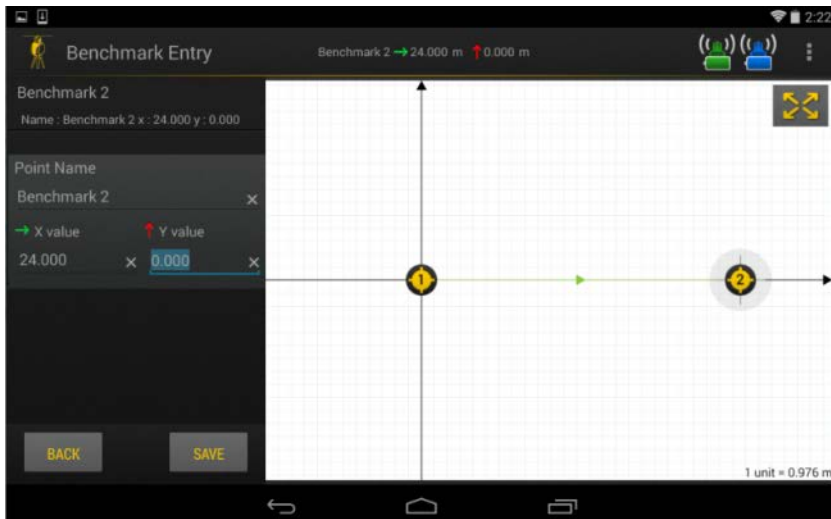 2:22
Benchmark Entry
Benchmark 2 → 24.000 m ↑ 0.000 m
Benchmark 2
Name : Benchmark 2 x : 24.000 y : 0.000
Point Name
Benchmark 2 ×
→ X value ↑ Y value
24.000 × 0.000 ×
1 2
BACK SAVE
1 unit = 0.976 m